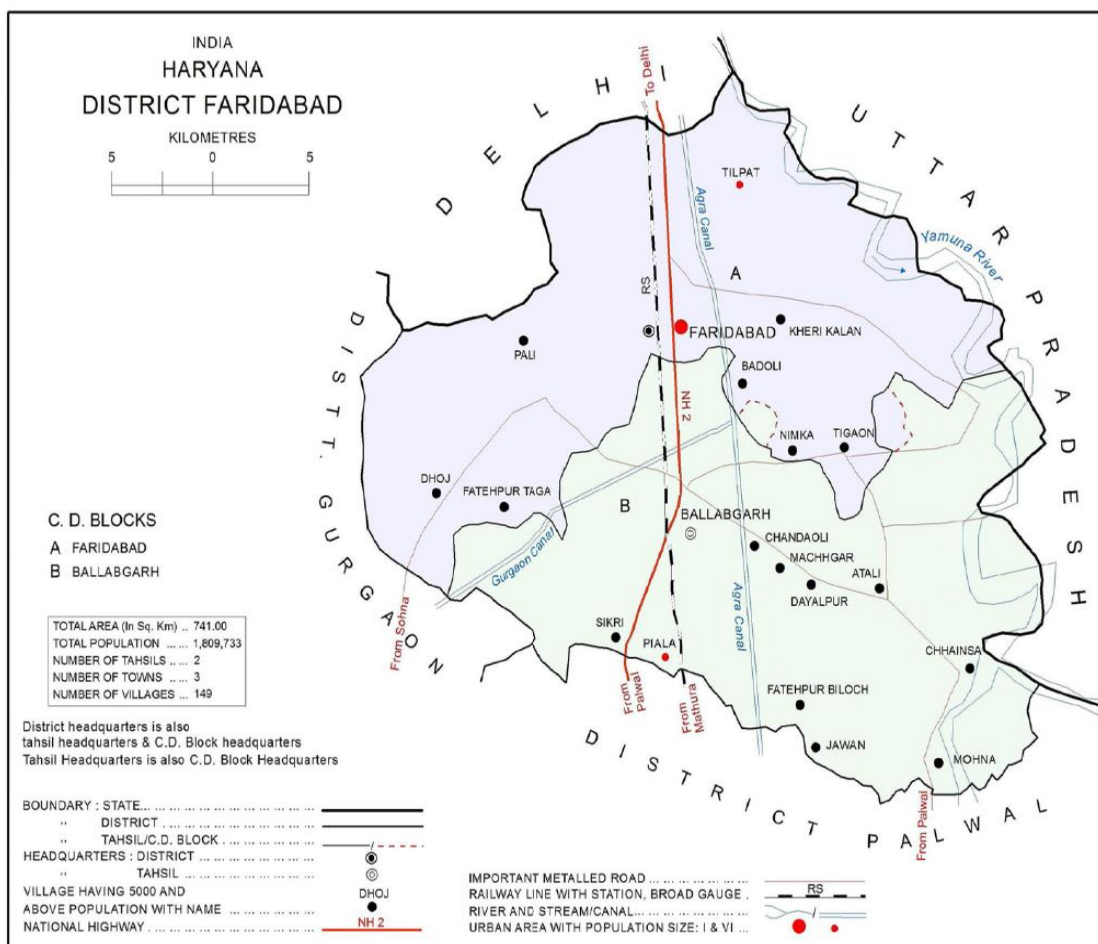 INDIA
HARYANA
DISTRICT FARIDABAD
KILOMETRES
5 0 5
DELHI
To Delhi
UTTAR PRADESH
TILPAT
Agra Canal
Yamuna River
A
RS
FARIDABAD
KHERI KALAN
PALI
BADOLI
NH 2
NIMKA
TIGAON
DIST. GURGAON
DHOJ
FATEHPUR TAGA
B
BALLABGARH
Gurgaon Canal
CHANDAOLI
MACHHGAR
ATALI
DAYALPUR
Agra Canal
From Sohna
SIKRI
PIALA
CHHAINSA
From Palwal
From Mathura
FATEHPUR BILOCH
JAWAN
MOHNA
From Palwal
DISTRICT PALWAL
C. D. BLOCKS
A FARIDABAD
B BALLABGARH
TOTAL AREA (In Sq. Km) .. 741.00
TOTAL POPULATION ... ... 1,809,733
NUMBER OF TAHSILS .. ... 2
NUMBER OF TOWNS ... ... 3
NUMBER OF VILLAGES ... 149
District headquarters is also
tahsil headquarters & C.D. Block headquarters
Tahsil Headquarters is also C.D. Block Headquarters
BOUNDARY : STATE... ... ... ... ... ... ... ... ... ...
,, DISTRICT . ... ... ... ... ... ... ... ... ...
,, TAHSIL/C.D. BLOCK . ... ... ... ... ... ...
HEADQUARTERS : DISTRICT ... ... ... ... ... ... ...
,, TAHSIL ... ... ... ... ... ... ... ...
VILLAGE HAVING 5000 AND DHOJ
ABOVE POPULATION WITH NAME ... ... ... ... ...
NATIONAL HIGHWAY . ... ... ... ... ... ... ... ... ... NH 2
IMPORTANT METALLED ROAD ... ... ... ... ... ...
RAILWAY LINE WITH STATION, BROAD GAUGE . RS
RIVER AND STREAM/CANAL... ... ... ... ... ... ...
URBAN AREA WITH POPULATION SIZE: I & VI ... ..